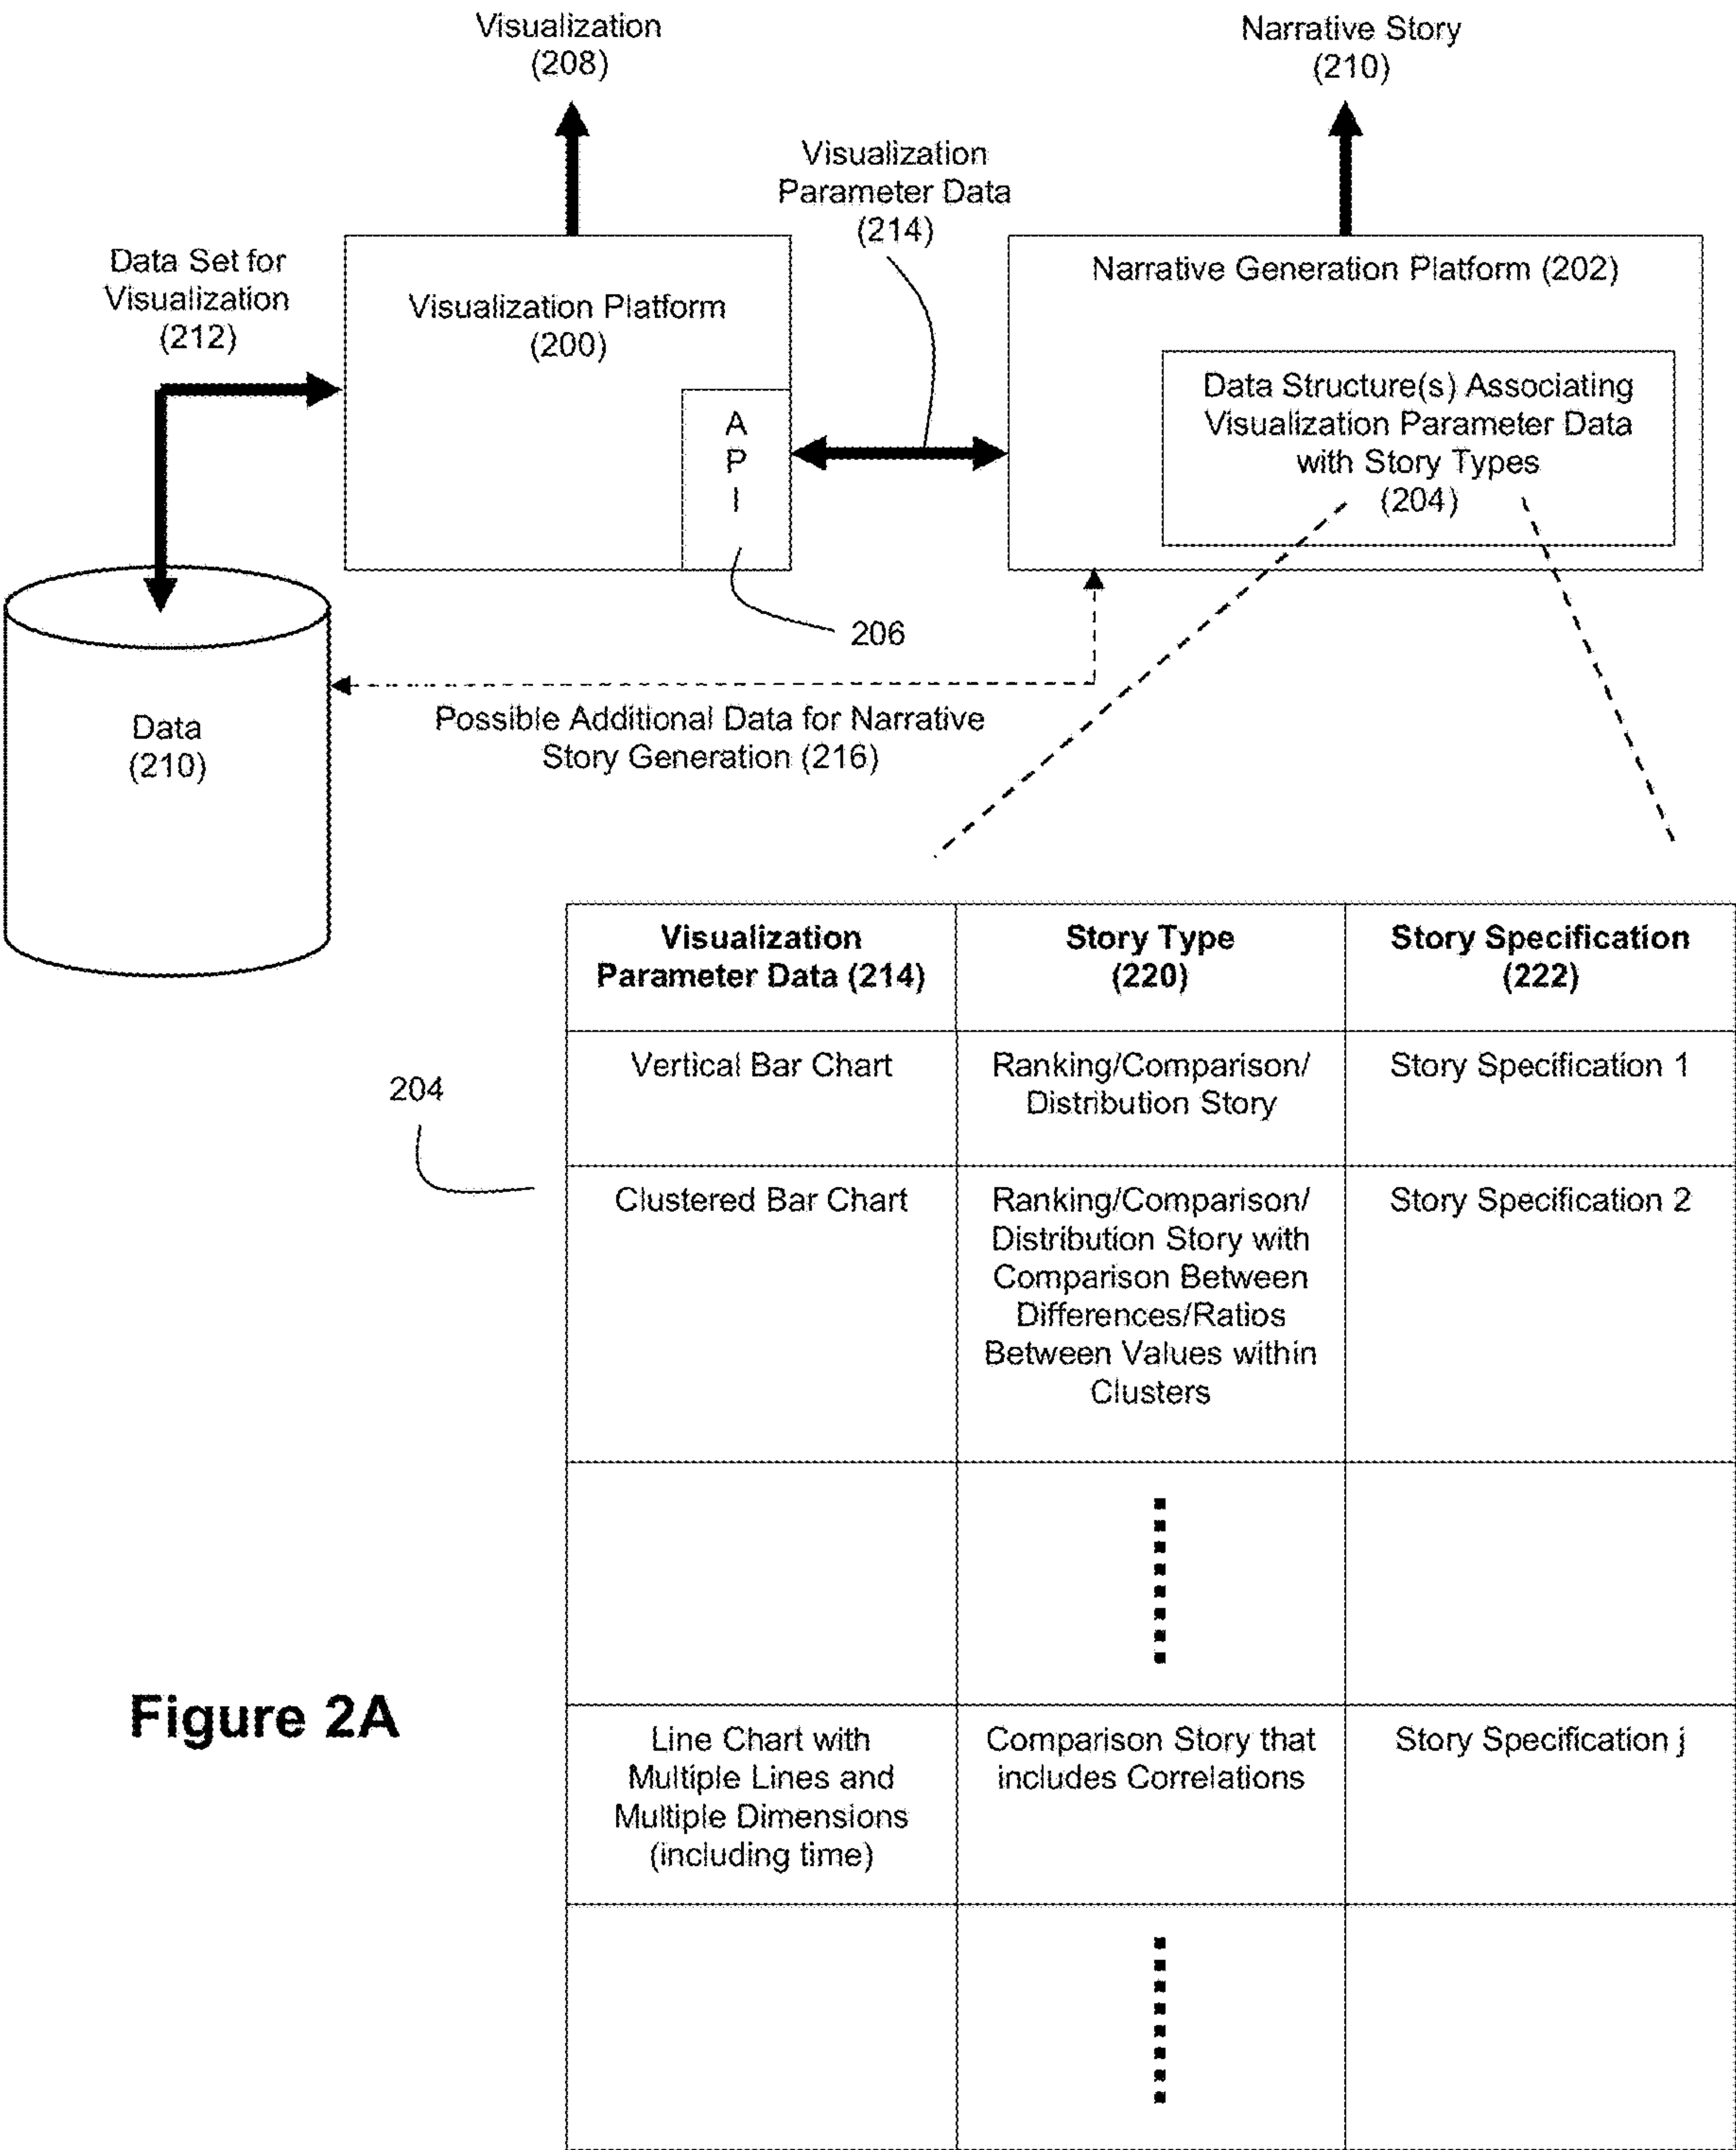 Visualization
(208)
Narrative Story
(210)
Visualization
Parameter Data
(214)
Data Set for
Visualization
(212)
Visualization Platform
(200)
A
P
I
206
Narrative Generation Platform (202)
Data Structure(s) Associating
Visualization Parameter Data
with Story Types
(204)
Data
(210)
Possible Additional Data for Narrative
Story Generation (216)
204
Visualization
Parameter Data (214)
Story Type
(220)
Story Specification
(222)
Vertical Bar Chart
Ranking/Comparison/
Distribution Story
Story Specification 1
Clustered Bar Chart
Ranking/Comparison/
Distribution Story with
Comparison Between
Differences/Ratios
Between Values within
Clusters
Story Specification 2
Line Chart with
Multiple Lines and
Multiple Dimensions
(including time)
Comparison Story that
includes Correlations
Story Specification j
Figure 2A